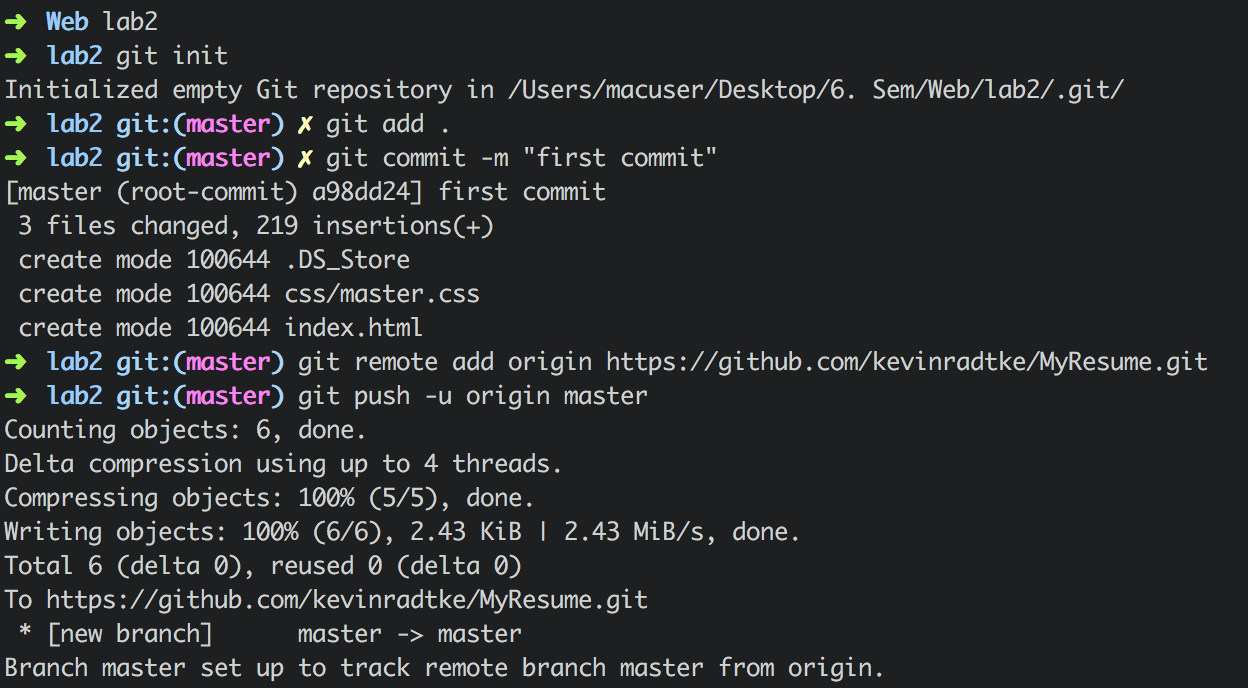 ➜ Web lab2
➜ lab2 git init
Initialized empty Git repository in /Users/macuser/Desktop/6. Sem/Web/lab2/.git/
➜ lab2 git:(master) ✗ git add .
➜ lab2 git:(master) ✗ git commit -m "first commit"
[master (root-commit) a98dd24] first commit
 3 files changed, 219 insertions(+)
 create mode 100644 .DS_Store
 create mode 100644 css/master.css
 create mode 100644 index.html
➜ lab2 git:(master) git remote add origin https://github.com/kevinradtke/MyResume.git
➜ lab2 git:(master) git push -u origin master
Counting objects: 6, done.
Delta compression using up to 4 threads.
Compressing objects: 100% (5/5), done.
Writing objects: 100% (6/6), 2.43 KiB | 2.43 MiB/s, done.
Total 6 (delta 0), reused 0 (delta 0)
To https://github.com/kevinradtke/MyResume.git
 * [new branch]      master -> master
Branch master set up to track remote branch master from origin.